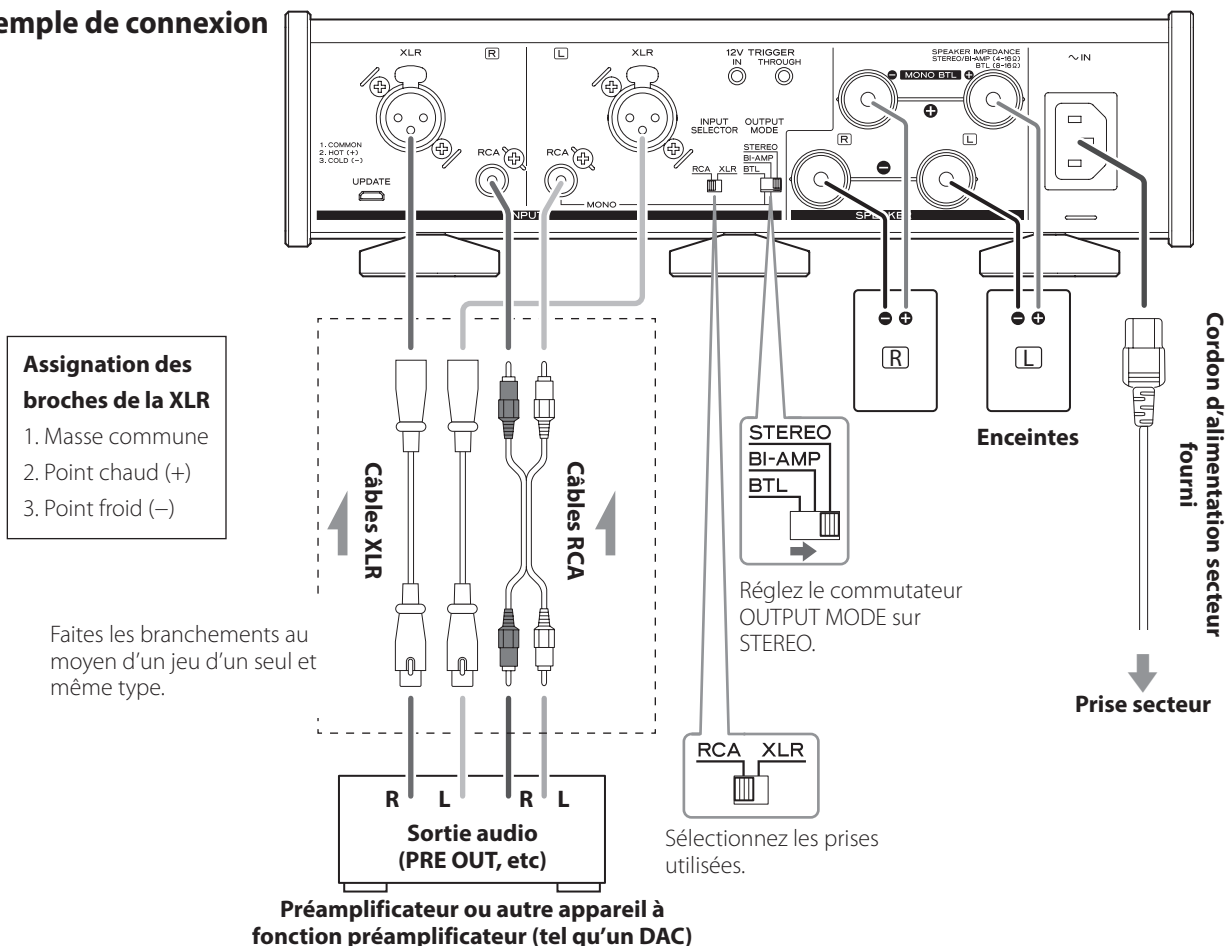 emple de connexion
XLR
R
L
XLR
12V TRIGGER
IN THROUGH
SPEAKER IMPEDANCE
STEREO/BI-AMP (4-16Ω)
BTL (8-16Ω)
− MONO BTL +
∼IN
INPUT
SELECTOR
OUTPUT
MODE
+
R
L
1. COMMON
2. HOT (+)
3. COLD (−)
RCA
RCA
STEREO
BI-AMP
BTL
RCA XLR
−
UPDATE
MONO
INPUT
SPEAKER
− +
R
− +
L
Enceintes
Cordon d'alimentation secteur
fourni
Prise secteur
Assignation des
broches de la XLR
1. Masse commune
2. Point chaud (+)
3. Point froid (−)
Câbles XLR
Câbles RCA
STEREO
BI-AMP
BTL
Réglez le commutateur
OUTPUT MODE sur
STEREO.
Faites les branchements au
moyen d'un jeu d'un seul et
même type.
RCA XLR
Sélectionnez les prises
utilisées.
R L R L
Sortie audio
(PRE OUT, etc)
Préamplificateur ou autre appareil à
fonction préamplificateur (tel qu'un DAC)